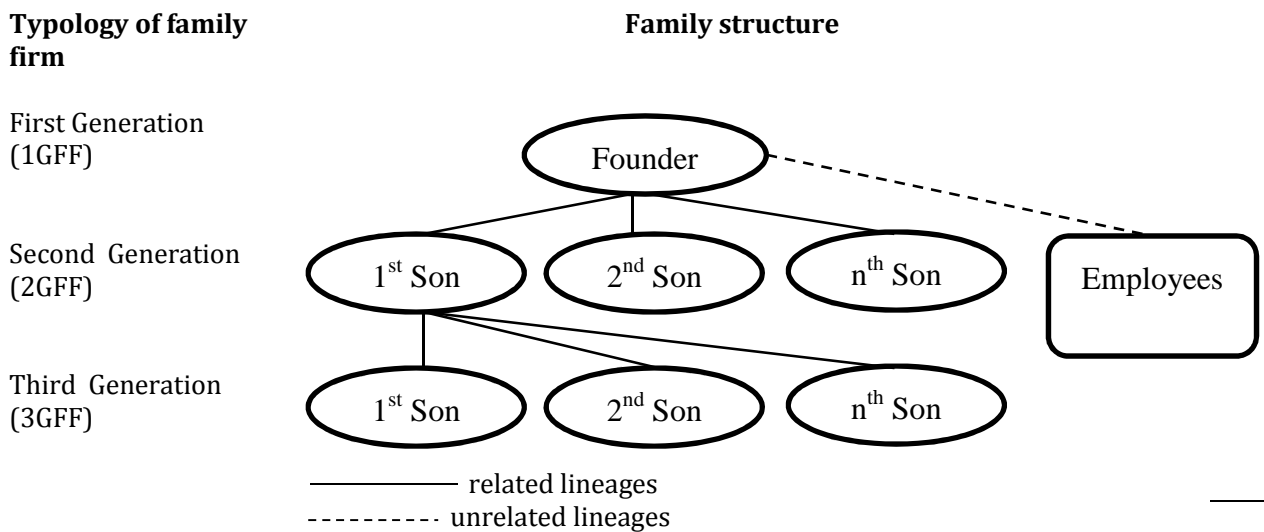 Typology of family firm
Family structure
First Generation
(1GFF)
Founder
Second Generation
(2GFF)
1st Son
2nd Son
nth Son
Employees
Third Generation
(3GFF)
1st Son
2nd Son
nth Son
related lineages
unrelated lineages